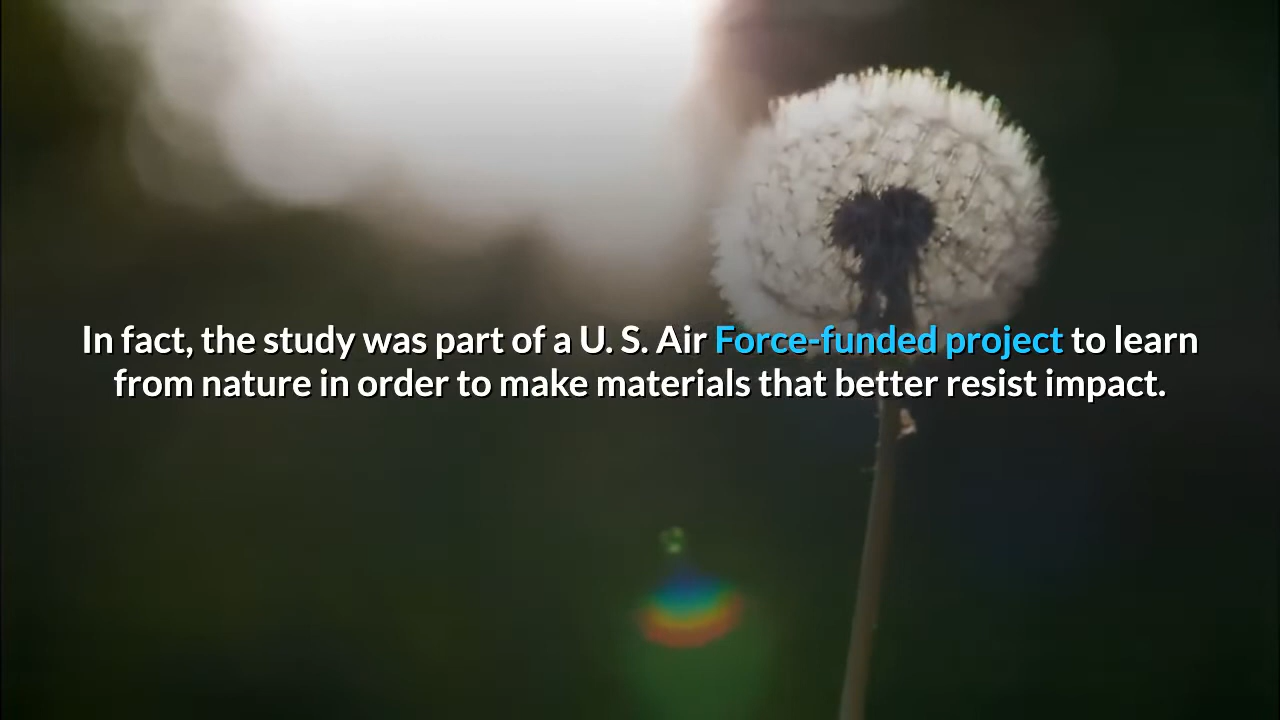 In fact, the study was part of a U. S. Air Force-funded project to learn
from nature in order to make materials that better resist impact.